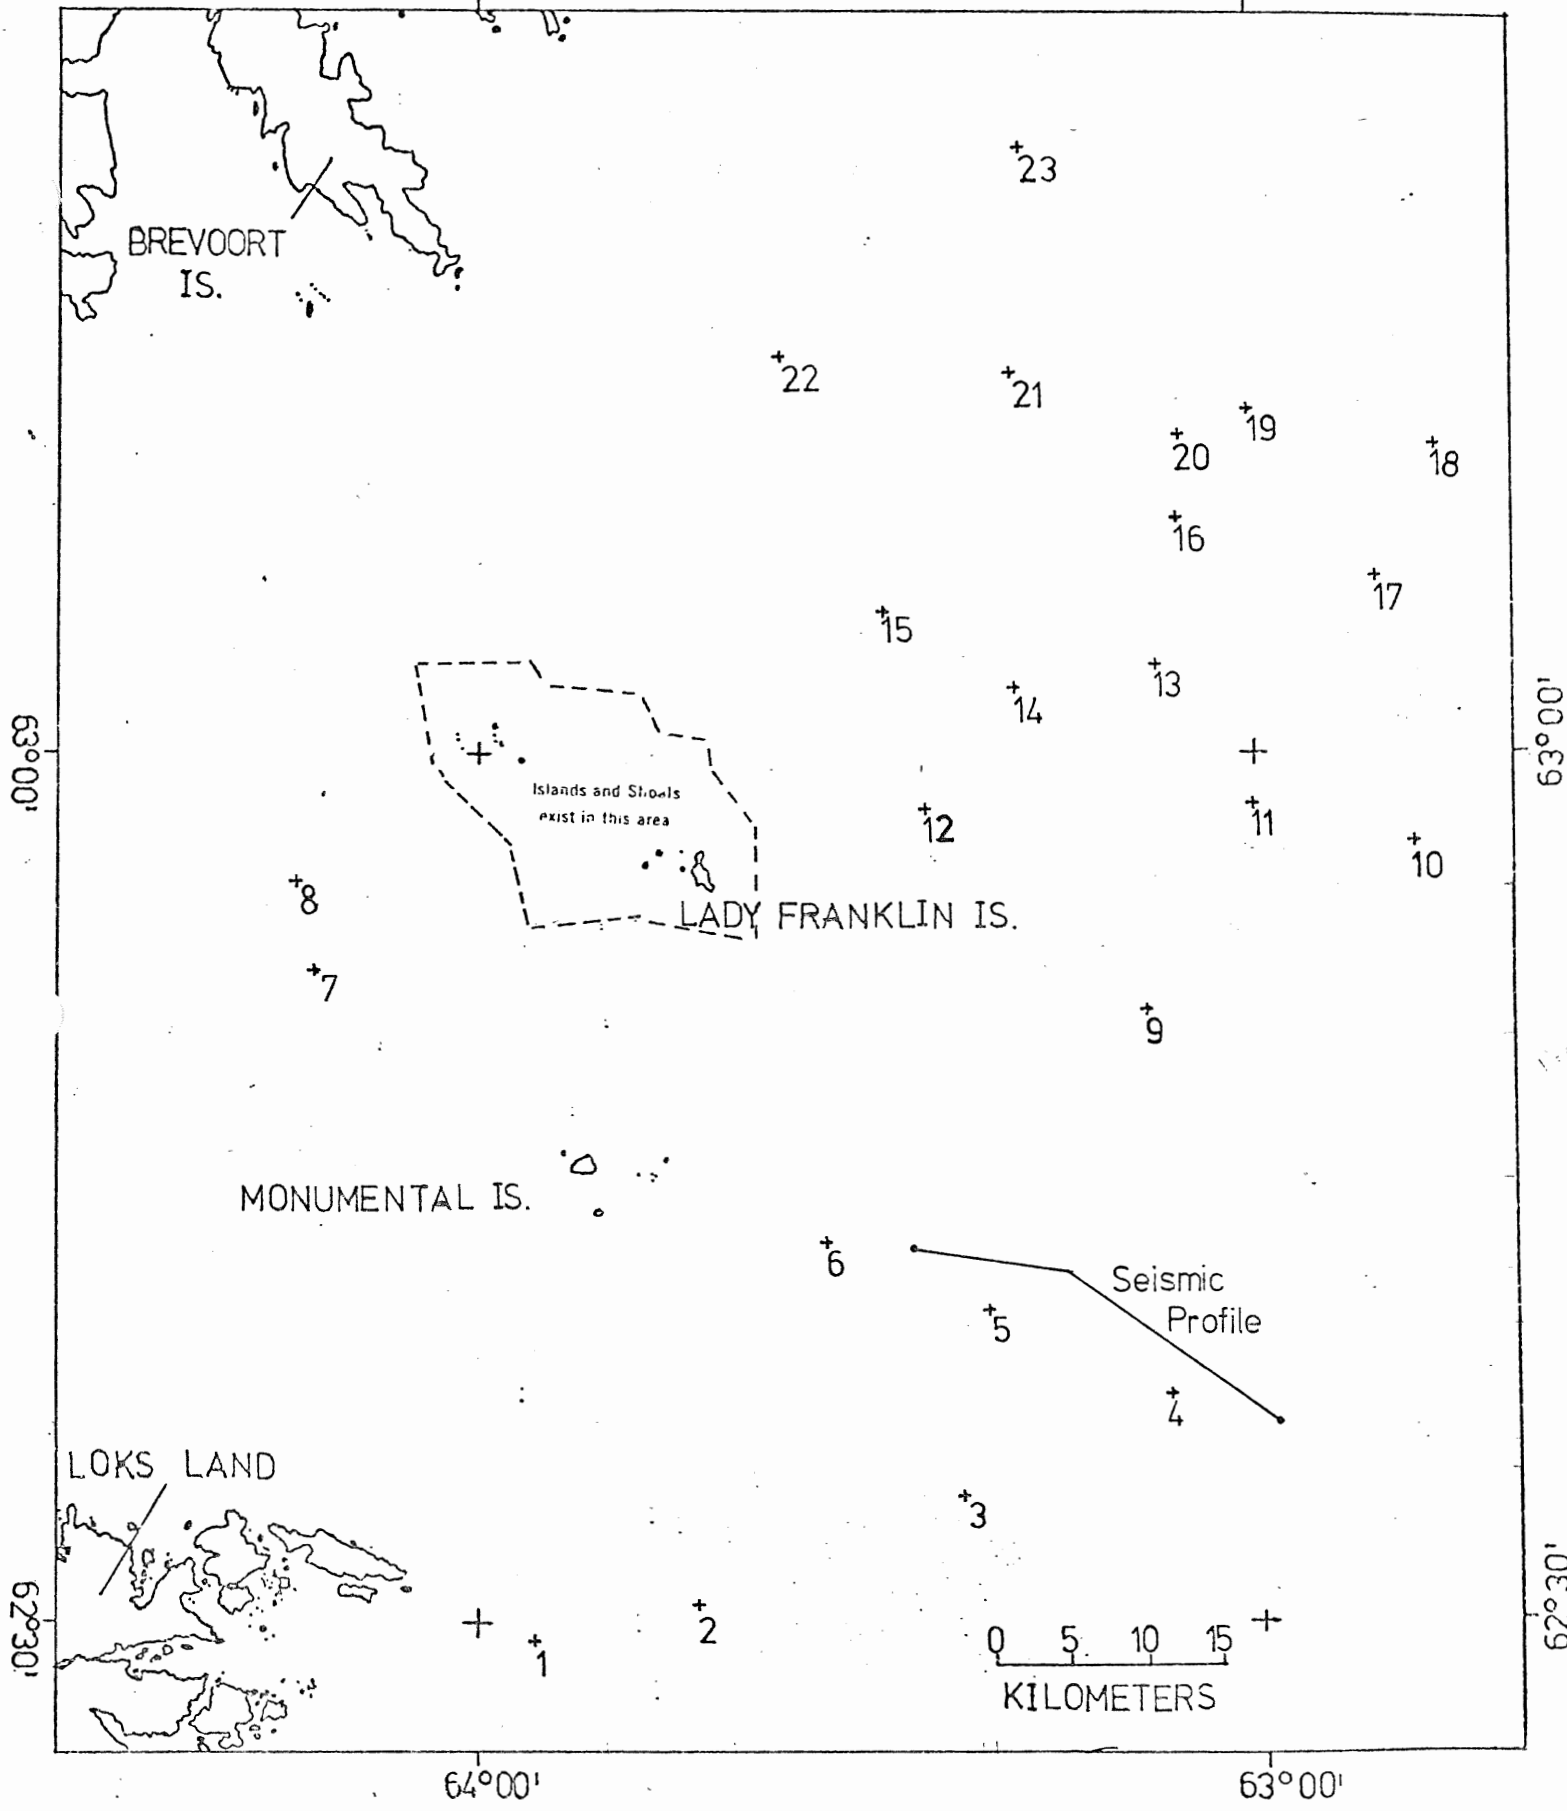 23
BREVOORT
IS.
22
21
19
20
18
16
17
15
13
14
63°00'
63°00'
Islands and Shoals
exist in this area
12
11
10
8
LADY FRANKLIN IS.
7
9
MONUMENTAL IS.
6
Seismic
Profile
5
4
LOKS LAND
3
62°30'
62°30'
2
1
0 5 10 15
KILOMETERS
64°00'
63°00'